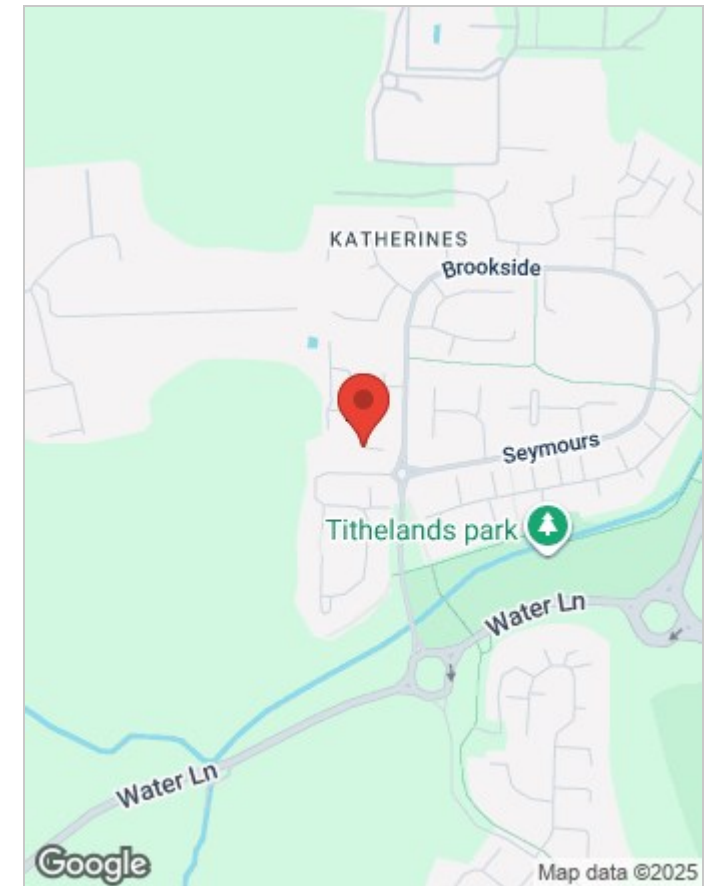 KATHERINES
Brookside
Seymours
Tithelands park
Water Ln
Water Ln
Google
Map data ©2025